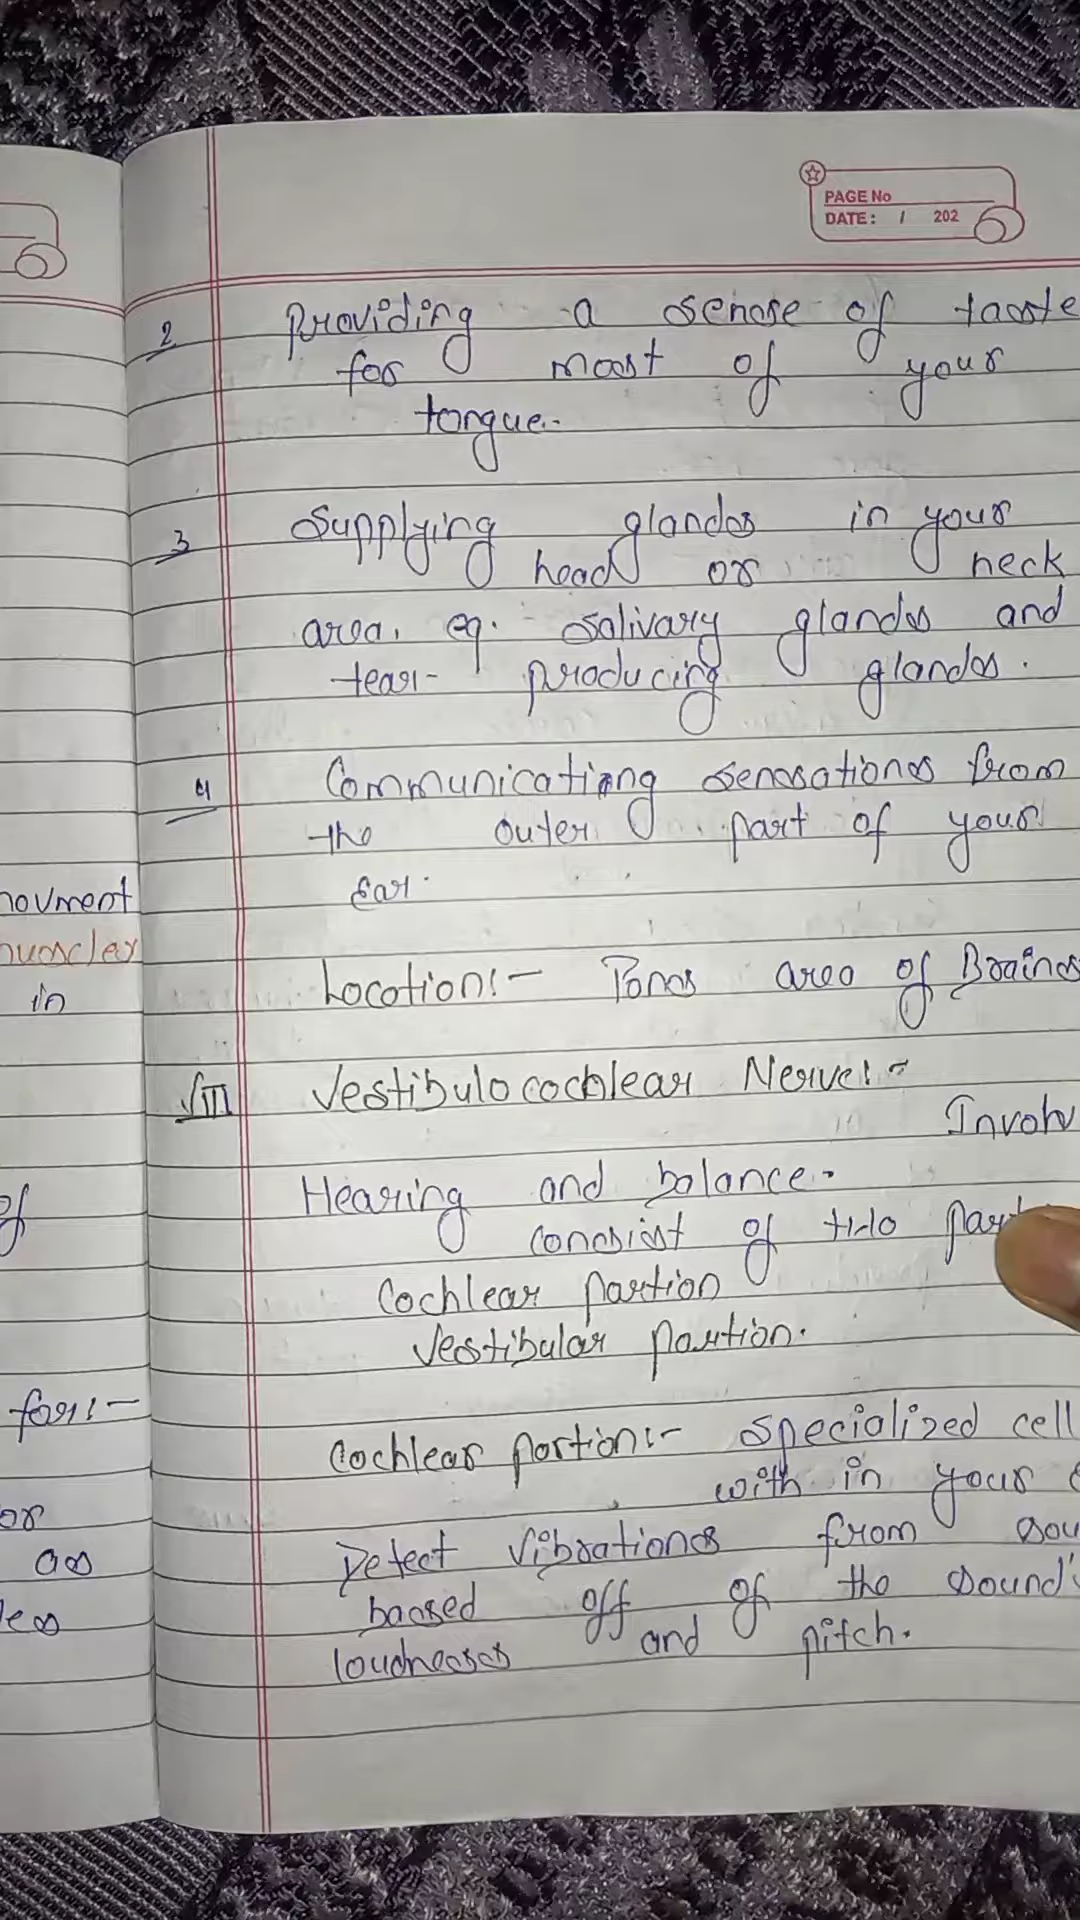 PAGE No
DATE: / 202
2 Providing a sense of taste
for most of your
tongue.
3 Supplying glands in your
head or neck
area, eg. salivary glands and
tear- producing glands.
4 Communicationg sensations from
the outer part of your
Ear.
Location:- Pons area of Brains
VIII Vestibulocochlear Nerve:-
Involv
Hearing and balance.
consist of two part
Cochlear portion
Vestibular portion.
Cochlear portion:- specialized cell
with in your
Detect vibrations from sou
based off of the sound's
loudness and pitch.
novment
muscles
in
of
for:-
or
as
les